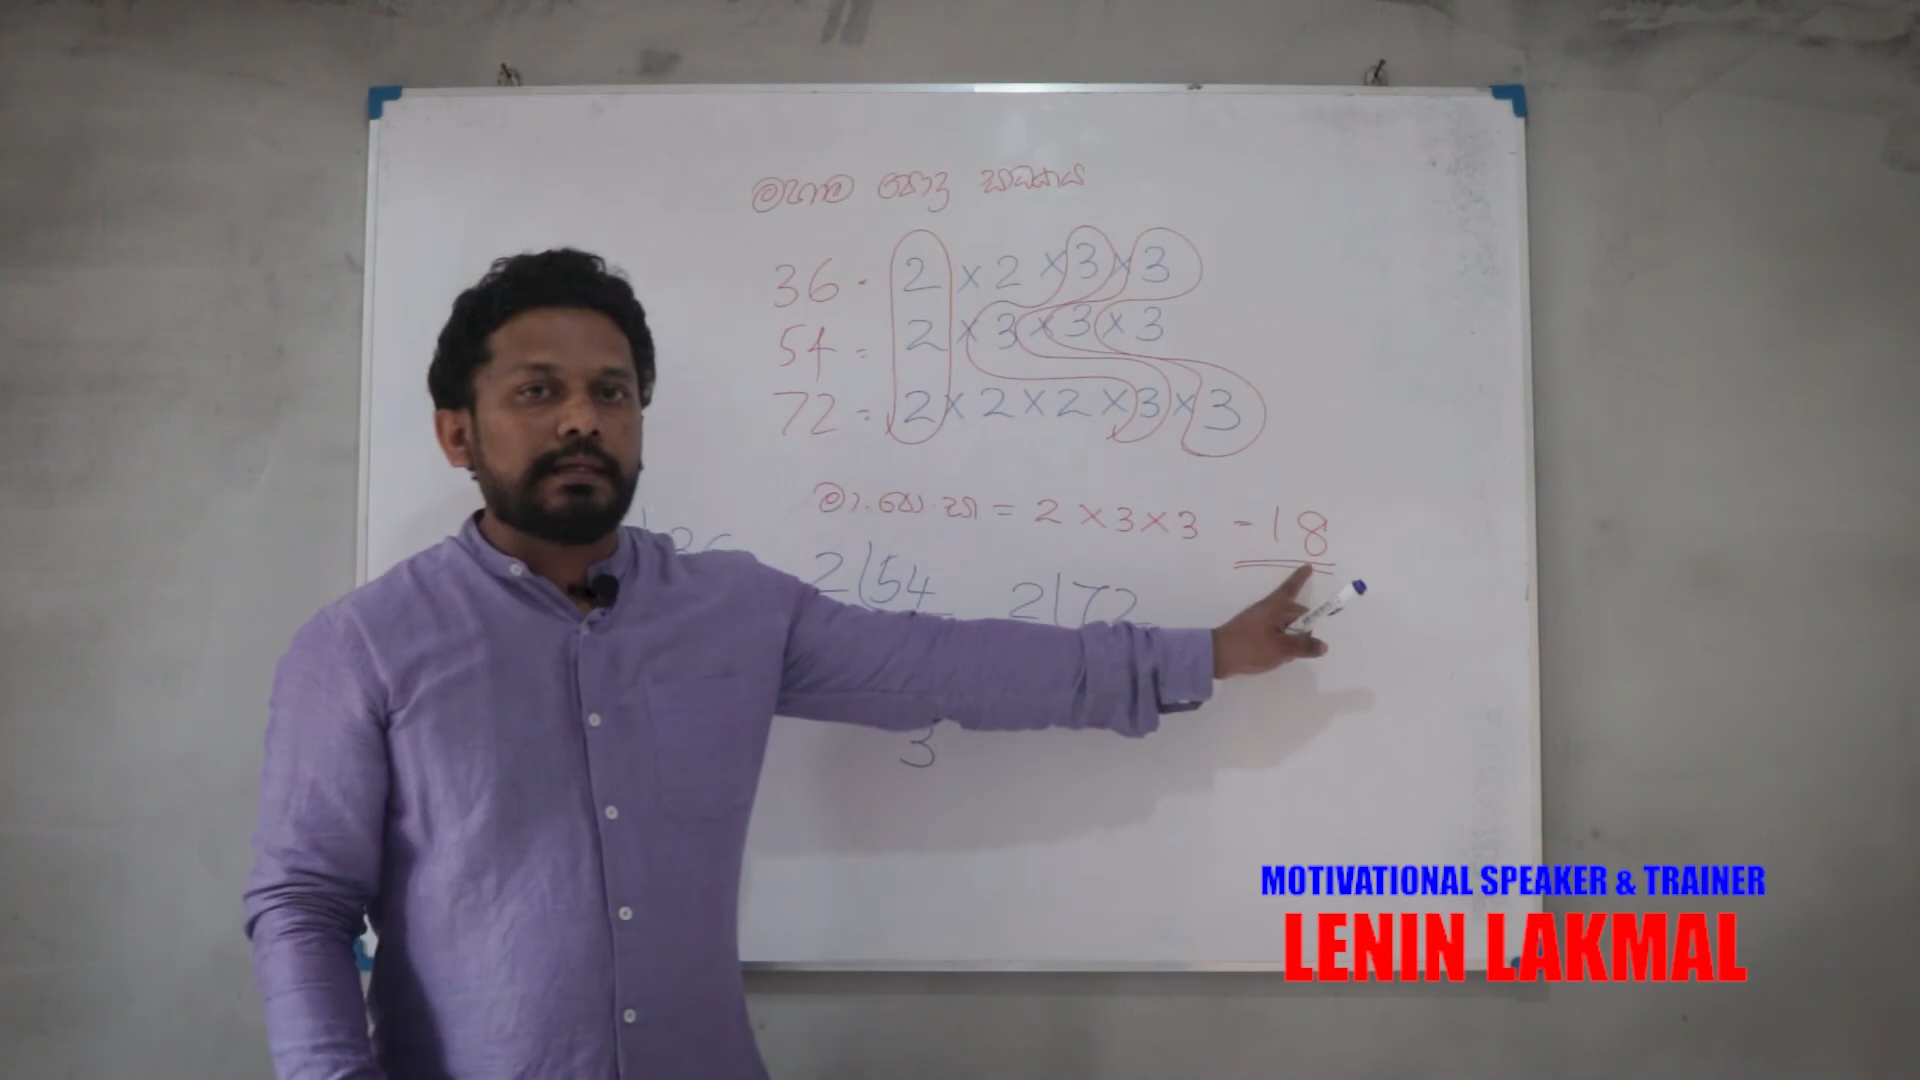 මහාම පොදු සාධකය
36 - 2 × 2 × 3 × 3
54 = 2 × 3 × 3 × 3
72 = 2 × 2 × 2 × 3 × 3
මා.පො.සා = 2 × 3 × 3 = 18
2 54 2 72
3
MOTIVATIONAL SPEAKER & TRAINER
LENIN LAKMAL